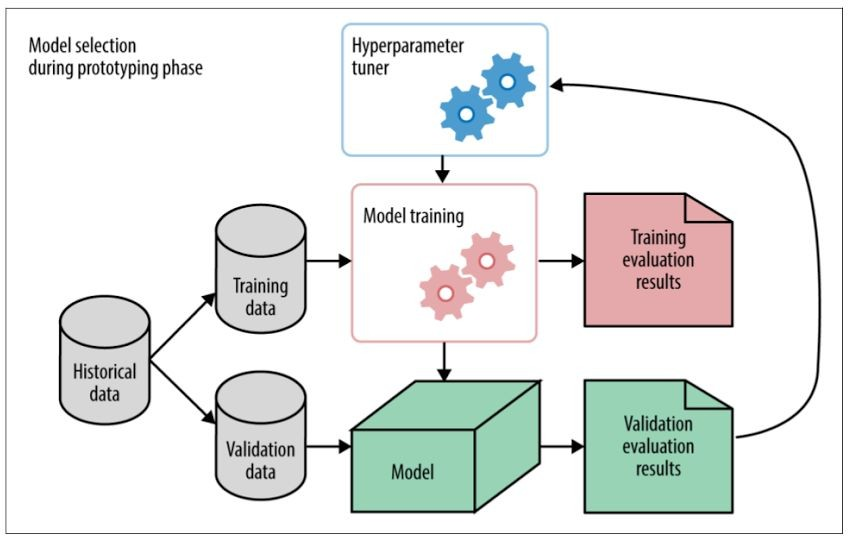 Model selection
during prototyping phase
Hyperparameter
tuner
Model training
Training
evaluation
results
Training
data
Historical
data
Validation
data
Model
Validation
evaluation
results